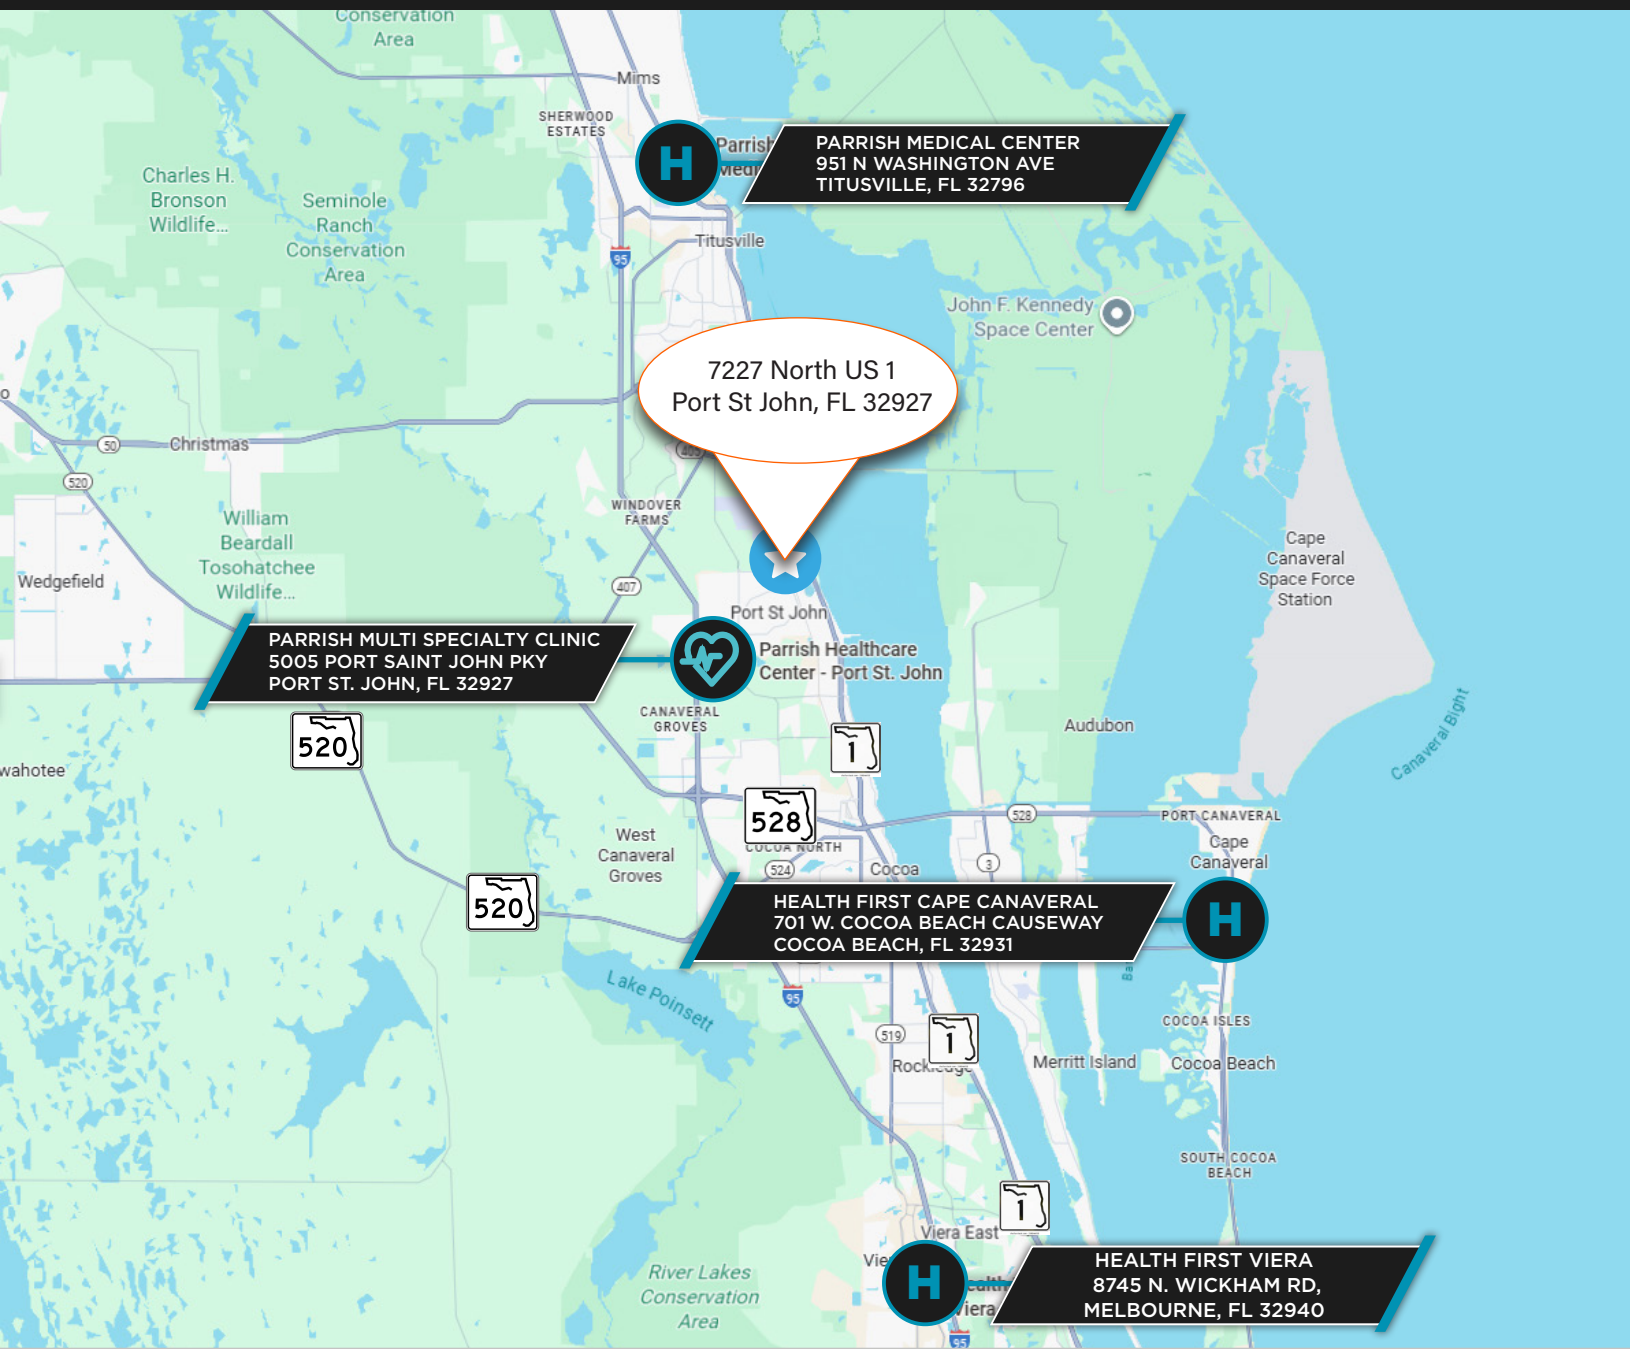 Conservation
Area
Mims
SHERWOOD
ESTATES
Parrish
H
PARRISH MEDICAL CENTER
951 N WASHINGTON AVE
TITUSVILLE, FL 32796
Charles H.
Bronson
Wildlife...
Seminole
Ranch
Conservation
Area
Titusville
95
John F. Kennedy
Space Center
7227 North US 1
Port St John, FL 32927
50
Christmas
405
520
WINDOVER
FARMS
William
Beardall
Tosohatchee
Wildlife...
Cape
Canaveral
Space Force
Station
Wedgefield
407
Port St John
PARRISH MULTI SPECIALTY CLINIC
5005 PORT SAINT JOHN PKY
PORT ST. JOHN, FL 32927
Parrish Healthcare
Center - Port St. John
CANAVERAL
GROVES
Audubon
Canaveral Bight
520
1
wahotee
528
528
PORT CANAVERAL
COCOA NORTH
West
Canaveral
Groves
524
Cocoa
3
Cape
Canaveral
520
HEALTH FIRST CAPE CANAVERAL
701 W. COCOA BEACH CAUSEWAY
COCOA BEACH, FL 32931
H
Lake Poinsett
95
COCOA ISLES
519
1
Rockledge
Merritt Island
Cocoa Beach
SOUTH COCOA
BEACH
1
Viera East
Vie
H
ealth
Viera
HEALTH FIRST VIERA
8745 N. WICKHAM RD,
MELBOURNE, FL 32940
River Lakes
Conservation
Area
95